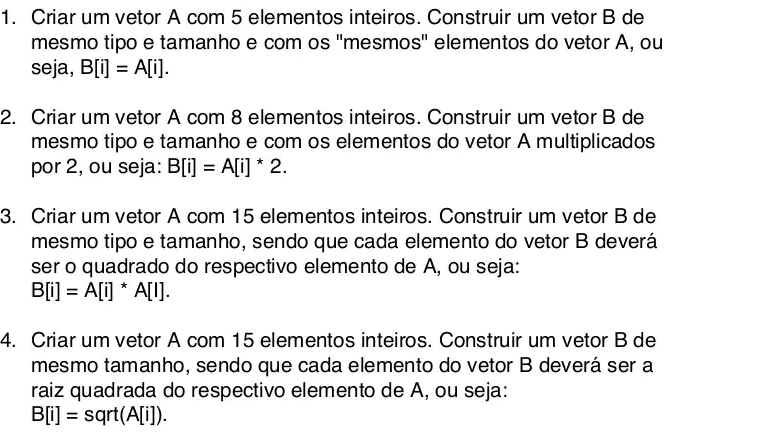 1. Criar um vetor A com 5 elementos inteiros. Construir um vetor B de
mesmo tipo e tamanho e com os "mesmos" elementos do vetor A, ou
seja, B[i] = A[i].
2. Criar um vetor A com 8 elementos inteiros. Construir um vetor B de
mesmo tipo e tamanho e com os elementos do vetor A multiplicados
por 2, ou seja: B[i] = A[i] * 2.
3. Criar um vetor A com 15 elementos inteiros. Construir um vetor B de
mesmo tipo e tamanho, sendo que cada elemento do vetor B deverá
ser o quadrado do respectivo elemento de A, ou seja:
B[i] = A[i] * A[I].
4. Criar um vetor A com 15 elementos inteiros. Construir um vetor B de
mesmo tamanho, sendo que cada elemento do vetor B deverá ser a
raiz quadrada do respectivo elemento de A, ou seja:
B[i] = sqrt(A[i]).